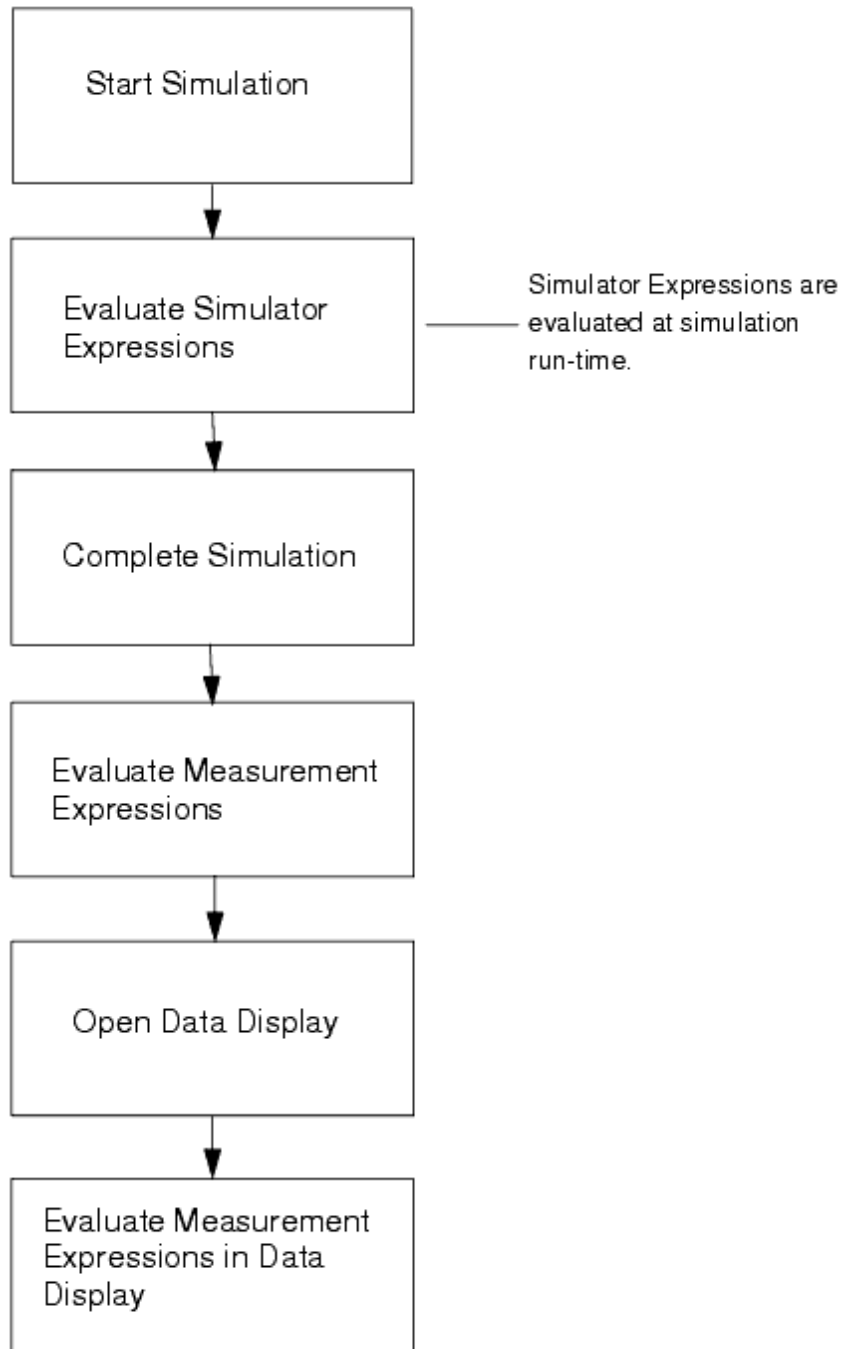 Start Simulation
Evaluate Simulator
Expressions
Simulator Expressions are
evaluated at simulation
run-time.
Complete Simulation
Evaluate Measurement
Expressions
Open Data Display
Evaluate Measurement
Expressions in Data
Display